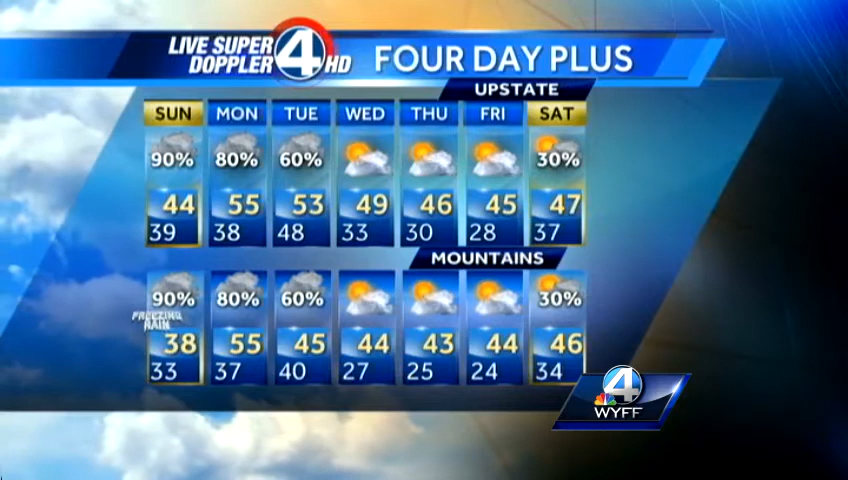 LIVE SUPER DOPPLER 4 HD
FOUR DAY PLUS
UPSTATE
SUN MON TUE WED THU FRI SAT
90% 80% 60% 30%
44 55 53 49 46 45 47
39 38 48 33 30 28 37
MOUNTAINS
90% 80% 60% 30%
FREEZING
RAIN
38 55 45 44 43 44 46
33 37 40 27 25 24 34
4
WYFF